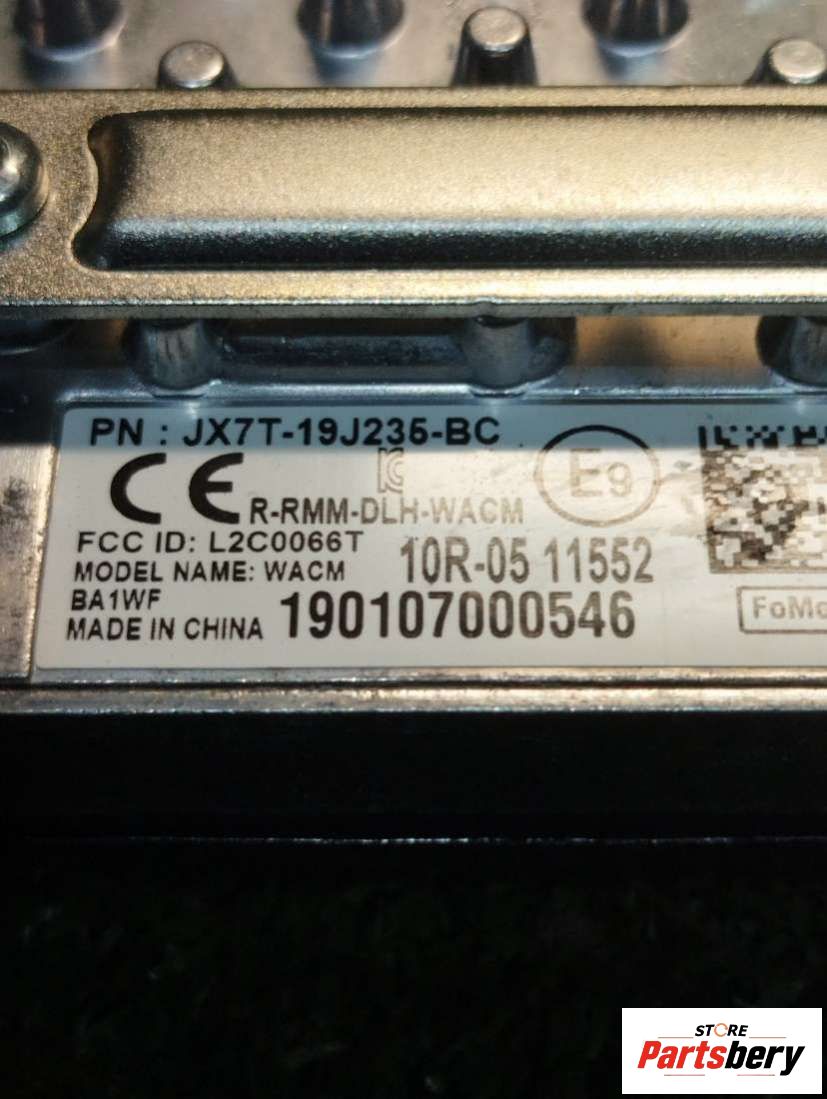 PN : JX7T-19J235-BC
CE
R-RMM-DLH-WACM
E9
FCC ID: L2C0066T
10R-05 11552
MODEL NAME: WACM
BA1WF
MADE IN CHINA
190107000546
FoMo
STORE
Partsbery